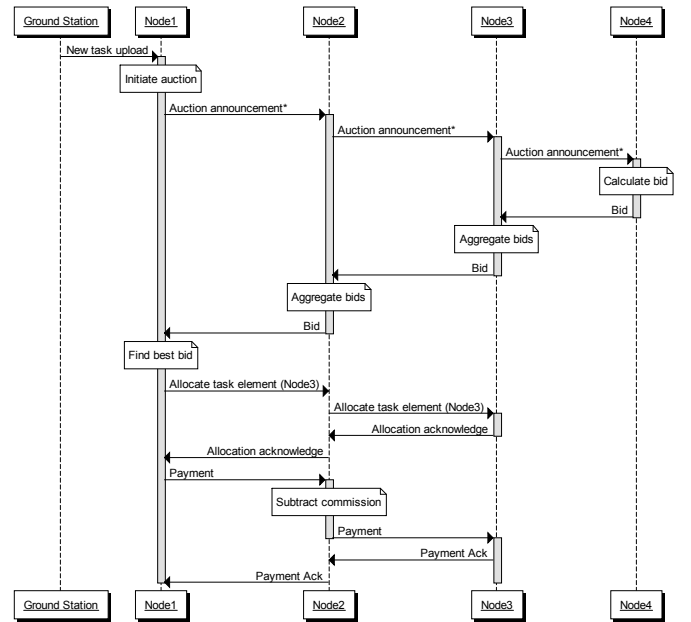 Ground Station Node1 Node2 Node3 Node4
New task upload
Initiate auction
Auction announcement*
Auction announcement*
Auction announcement*
Calculate bid
Bid
Aggregate bids
Bid
Aggregate bids
Bid
Find best bid
Allocate task element (Node3)
Allocate task element (Node3)
Allocation acknowledge
Allocation acknowledge
Payment
Subtract commission
Payment
Payment Ack
Payment Ack
Ground Station Node1 Node2 Node3 Node4